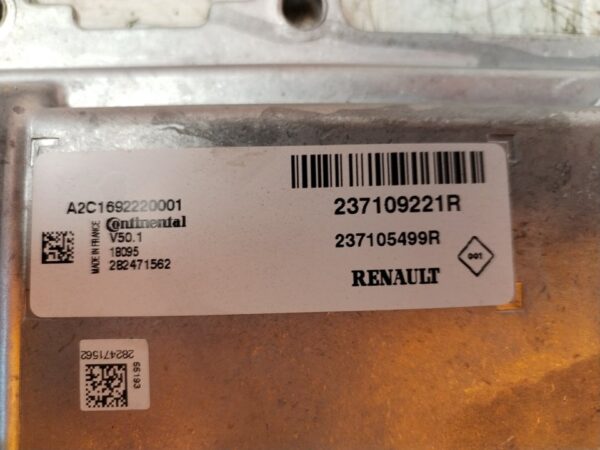 A2C1692220001
Continental
MADE IN FRANCE
V50.1
18095
282471562
237109221R
237105499R
RENAULT
001
282471562
66193